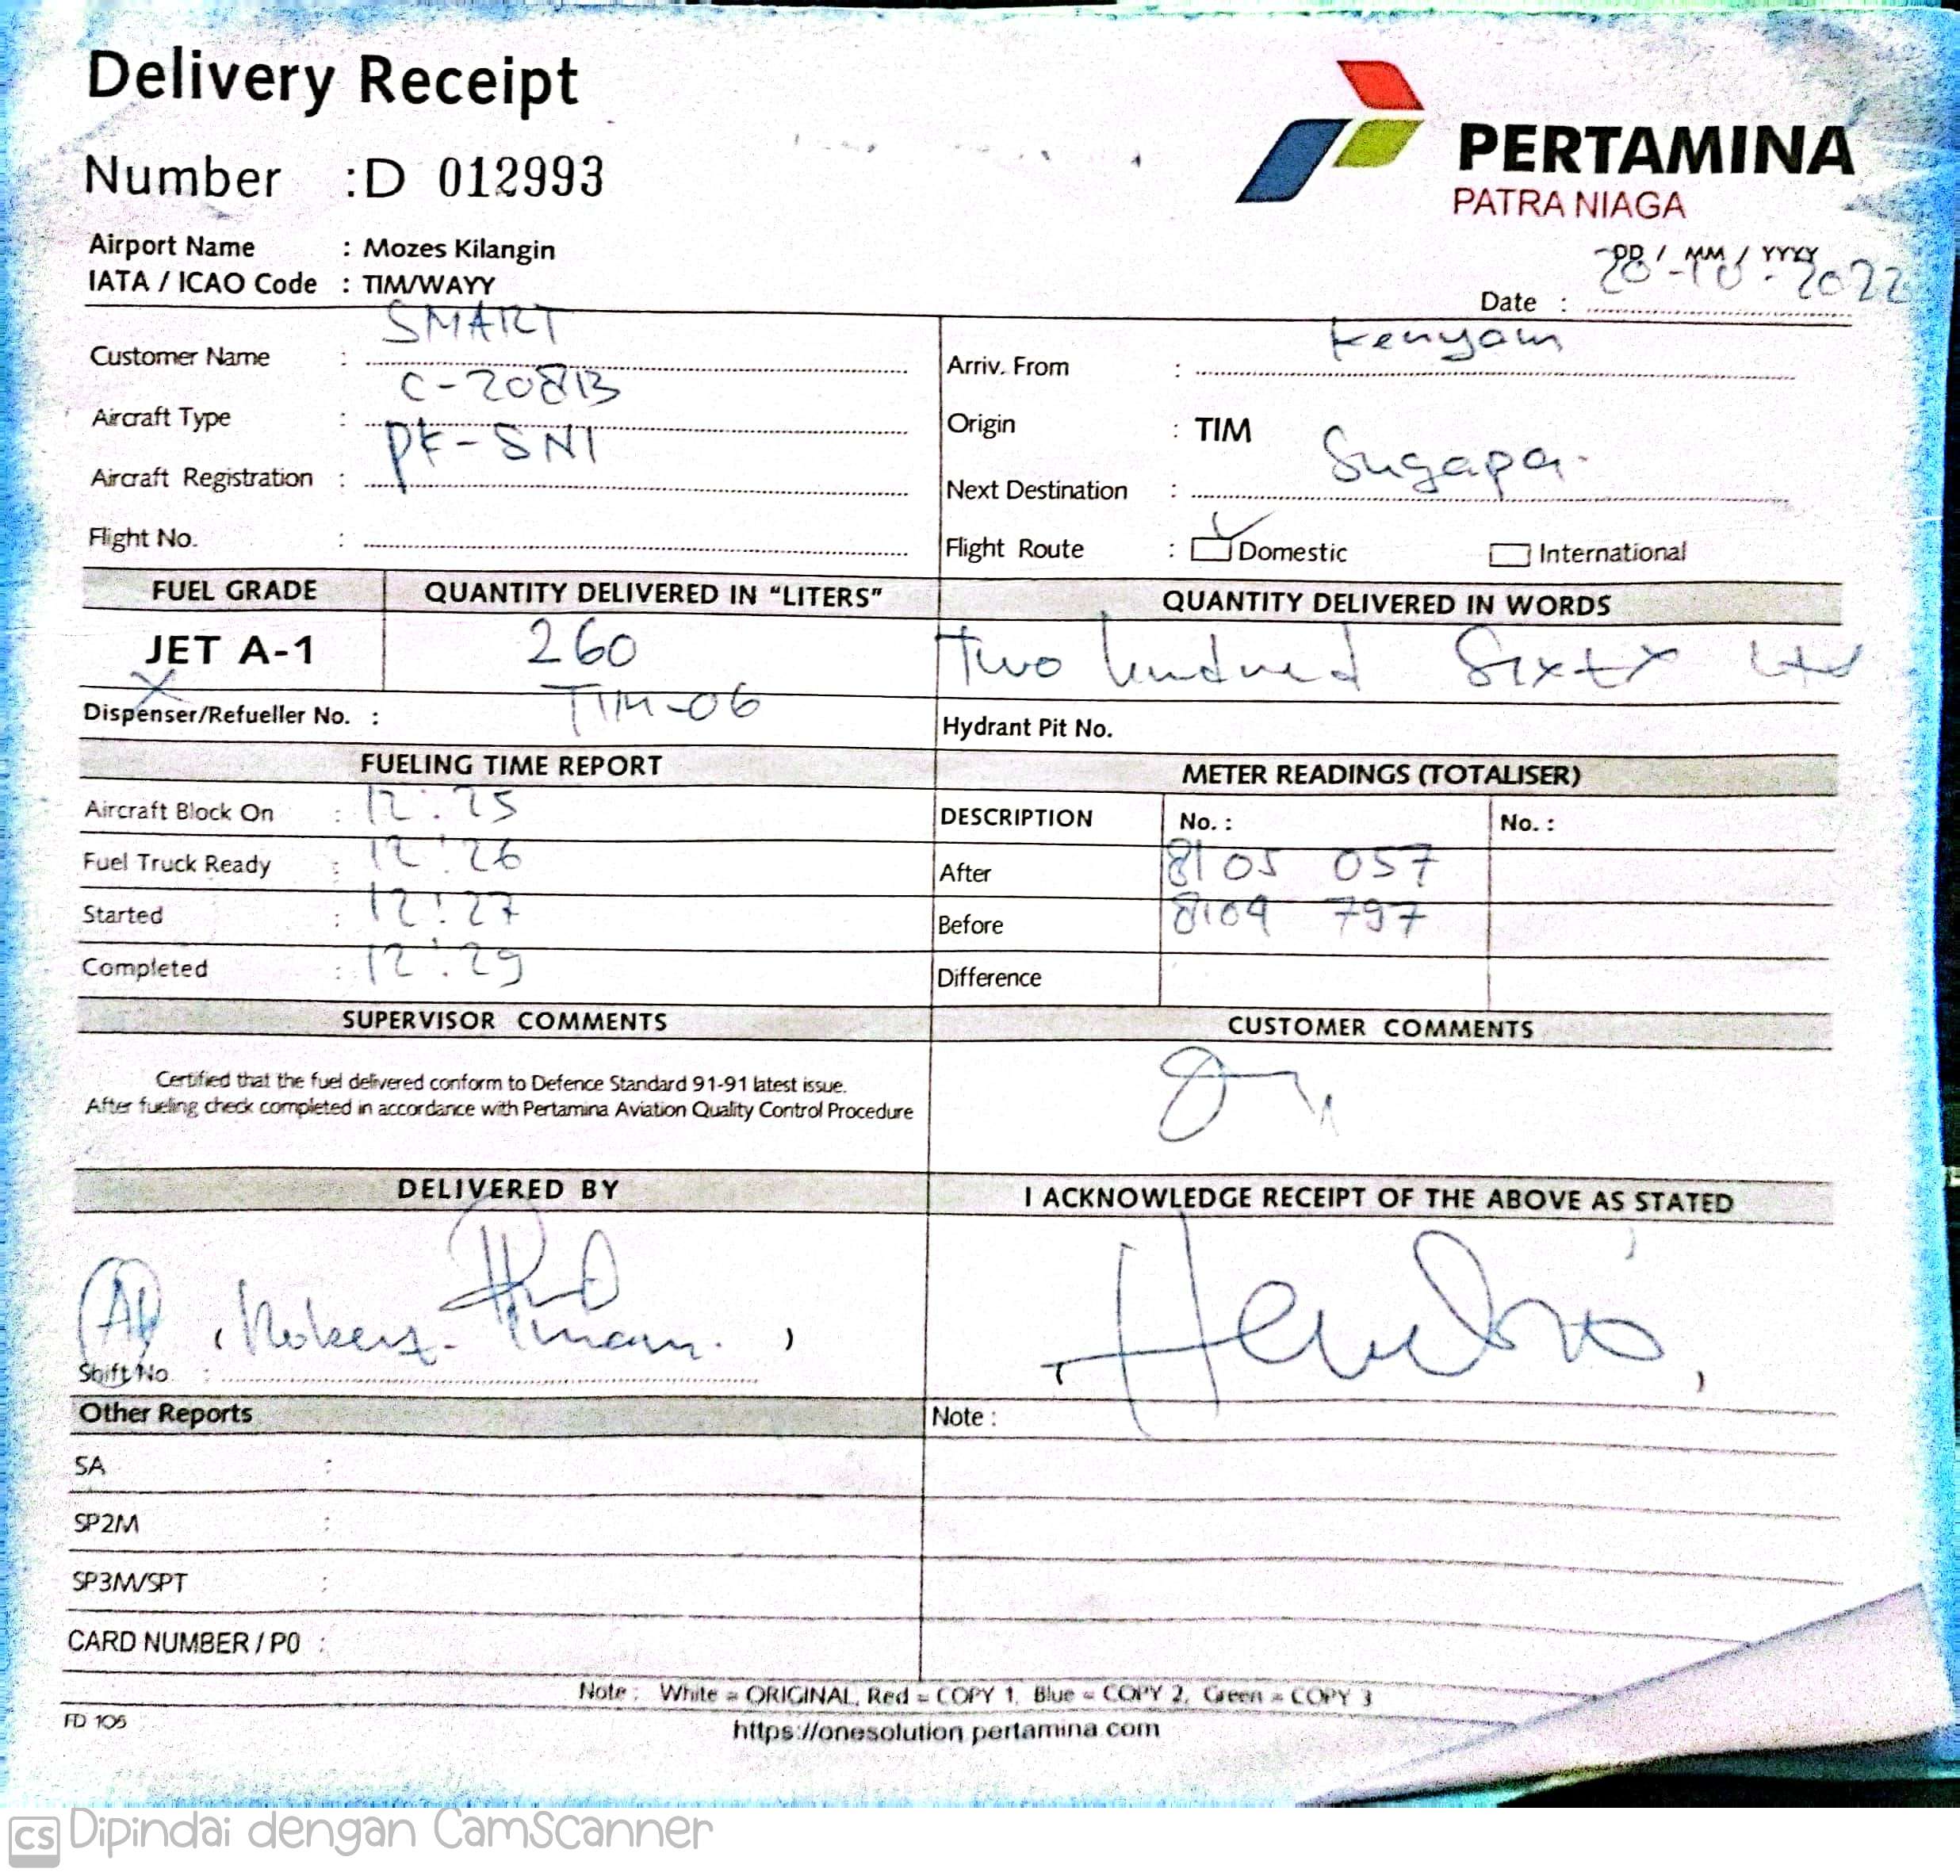 Delivery Receipt
Number :D 012993
PERTAMINA
PATRA NIAGA
Airport Name : Mozes Kilangin
IATA / ICAO Code : TIM/WAYY
DD / MM / YYYY
Date : -10-2022
Customer Name : SMART
Aircraft Type : C-208B
Aircraft Registration : PK-SNI
Flight No. :
Arriv. From : Kenyam
Origin : TIM
Next Destination : Sugapa
Flight Route : Domestic International
FUEL GRADE QUANTITY DELIVERED IN "LITERS" QUANTITY DELIVERED IN WORDS
JET A-1 260 Two hundred Sixty
Dispenser/Refueller No. : TIM-06 Hydrant Pit No.
FUELING TIME REPORT METER READINGS (TOTALISER)
Aircraft Block On : 12:25 DESCRIPTION No. : No. :
Fuel Truck Ready : 12:26 After 8105 057
Started : 12:27 Before 8104 797
Completed : 12:29 Difference
SUPERVISOR COMMENTS CUSTOMER COMMENTS
Certified that the fuel delivered conform to Defence Standard 91-91 latest issue.
After fueling check completed in accordance with Pertamina Aviation Quality Control Procedure
DELIVERED BY I ACKNOWLEDGE RECEIPT OF THE ABOVE AS STATED
Shift No :
Other Reports Note :
SA :
SP2M :
SP3M/SPT :
CARD NUMBER / PO :
Note : White = ORIGINAL, Red = COPY 1, Blue = COPY 2, Green = COPY 3
FD 105
https://onesolution.pertamina.com
CS Dipindai dengan CamScanner